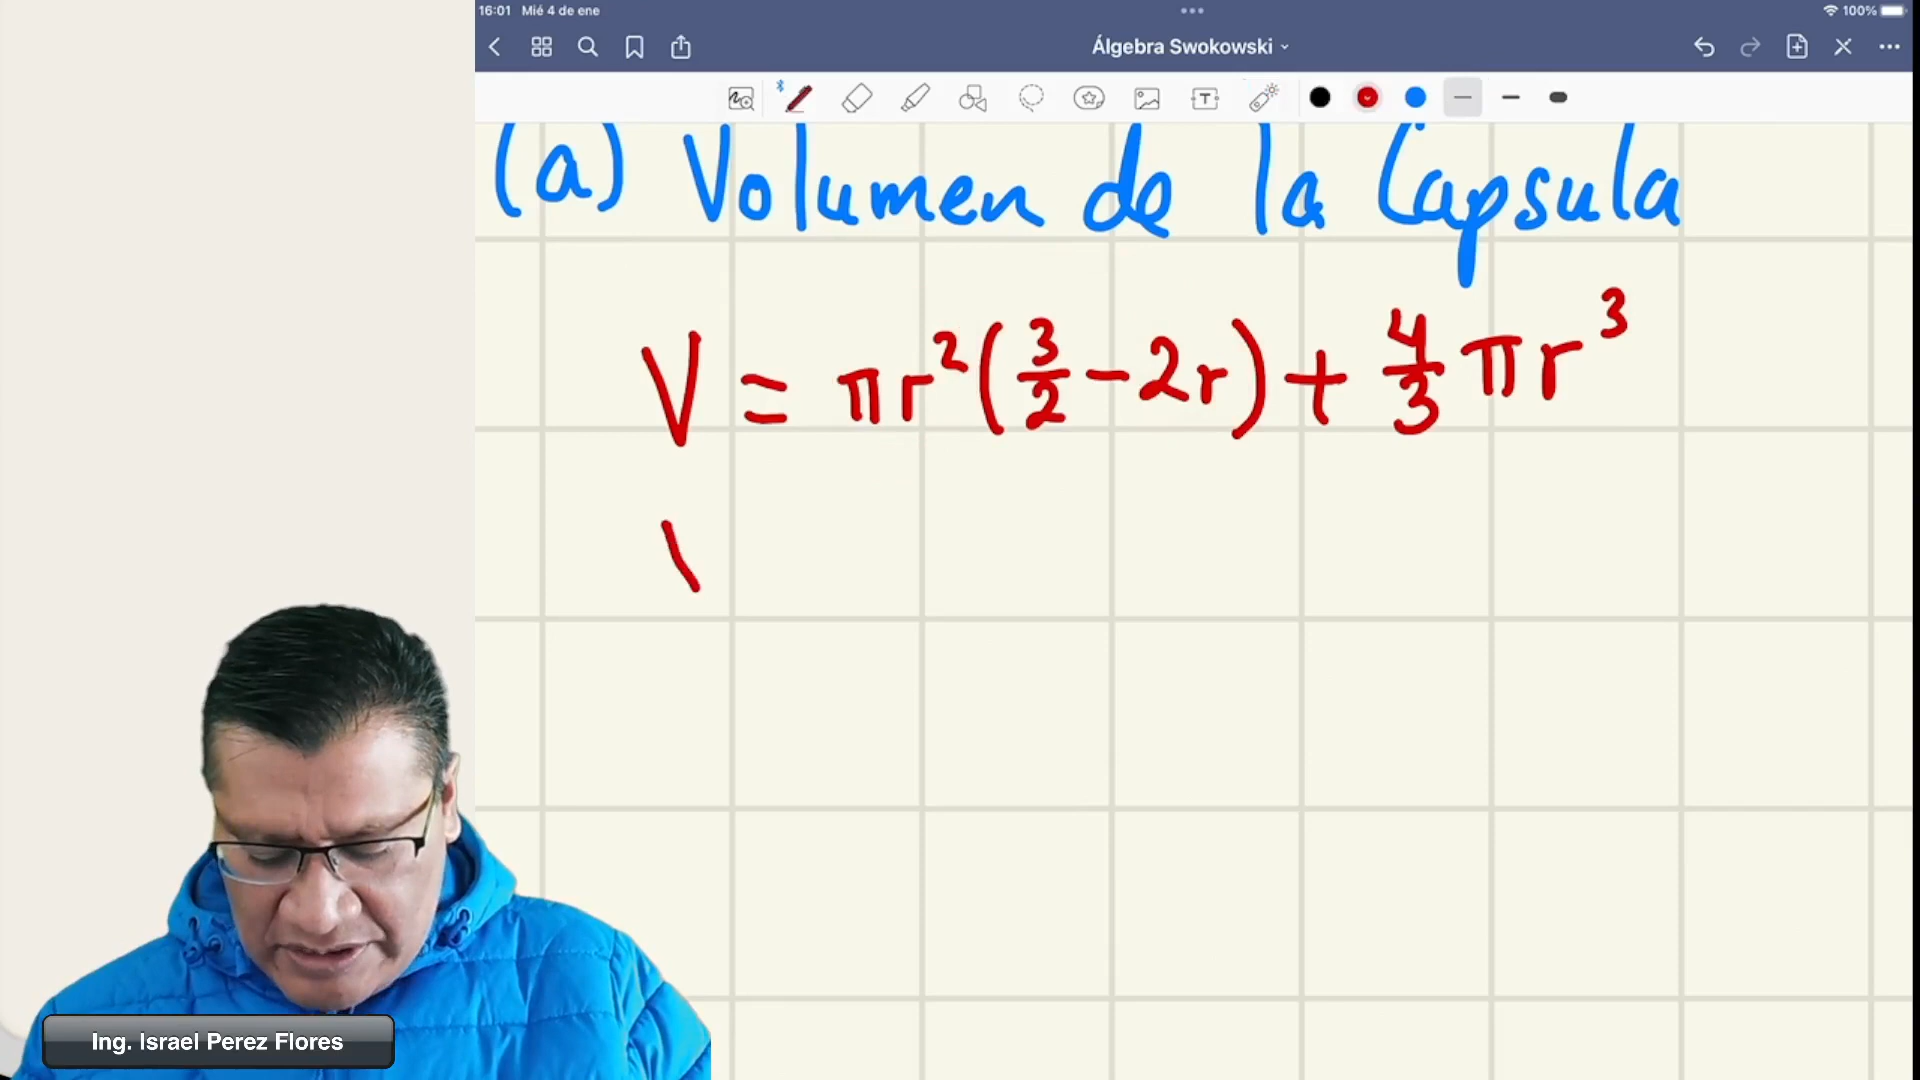 16:01 Mié 4 de ene
100%
Álgebra Swokowski
(a) Volumen de la Capsula
V = πr²(3/2 - 2r) + 4/3 πr³
\
Ing. Israel Perez Flores